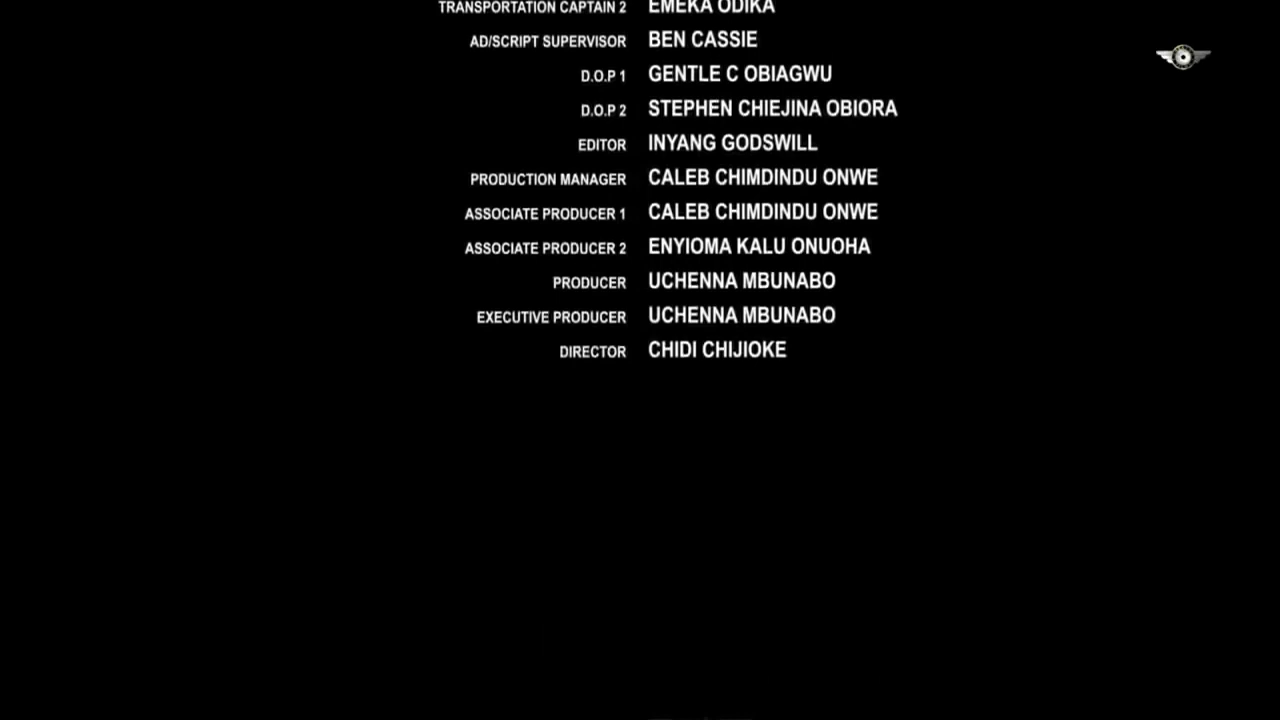 TRANSPORTATION CAPTAIN 2 EMEKA ODIKA
AD/SCRIPT SUPERVISOR BEN CASSIE
D.O.P 1 GENTLE C OBIAGWU
D.O.P 2 STEPHEN CHIEJINA OBIORA
EDITOR INYANG GODSWILL
PRODUCTION MANAGER CALEB CHIMDINDU ONWE
ASSOCIATE PRODUCER 1 CALEB CHIMDINDU ONWE
ASSOCIATE PRODUCER 2 ENYIOMA KALU ONUOHA
PRODUCER UCHENNA MBUNABO
EXECUTIVE PRODUCER UCHENNA MBUNABO
DIRECTOR CHIDI CHIJIOKE